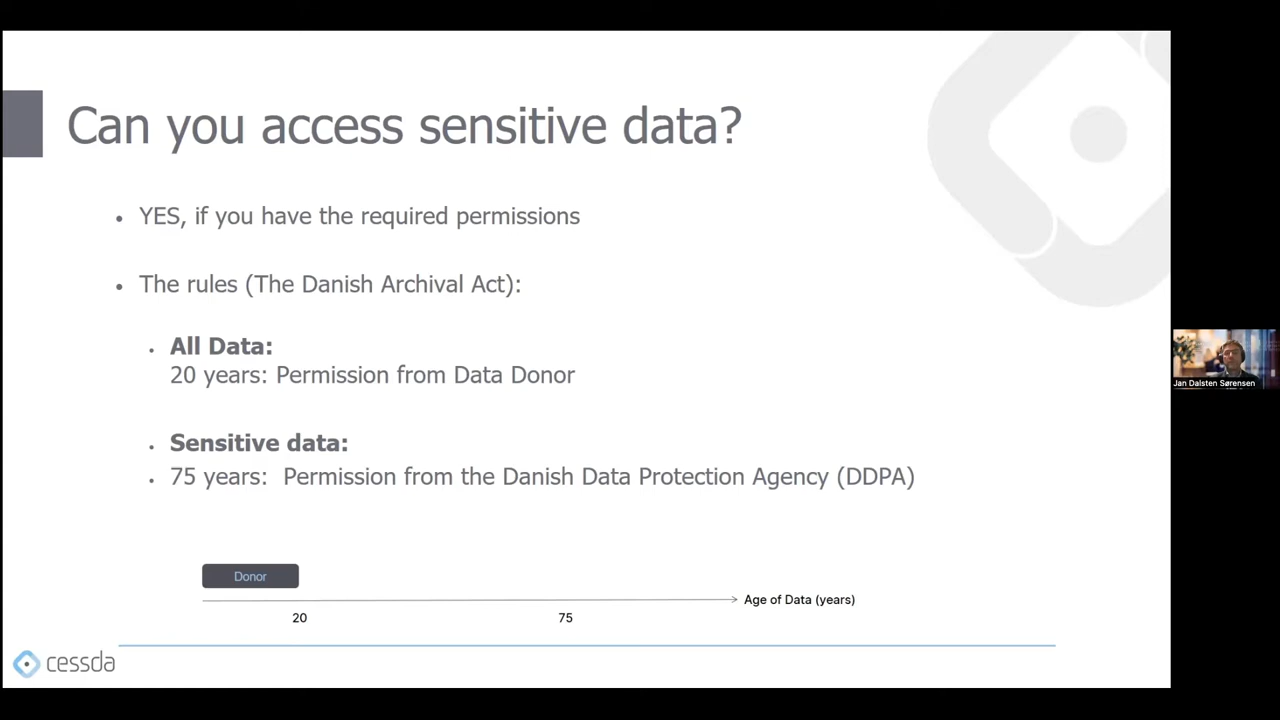 Can you access sensitive data?
• YES, if you have the required permissions
• The rules (The Danish Archival Act):
• All Data:
20 years: Permission from Data Donor
• Sensitive data:
• 75 years: Permission from the Danish Data Protection Agency (DDPA)
Donor
Age of Data (years)
20
75
cessda
Jan Dalsten Sørensen